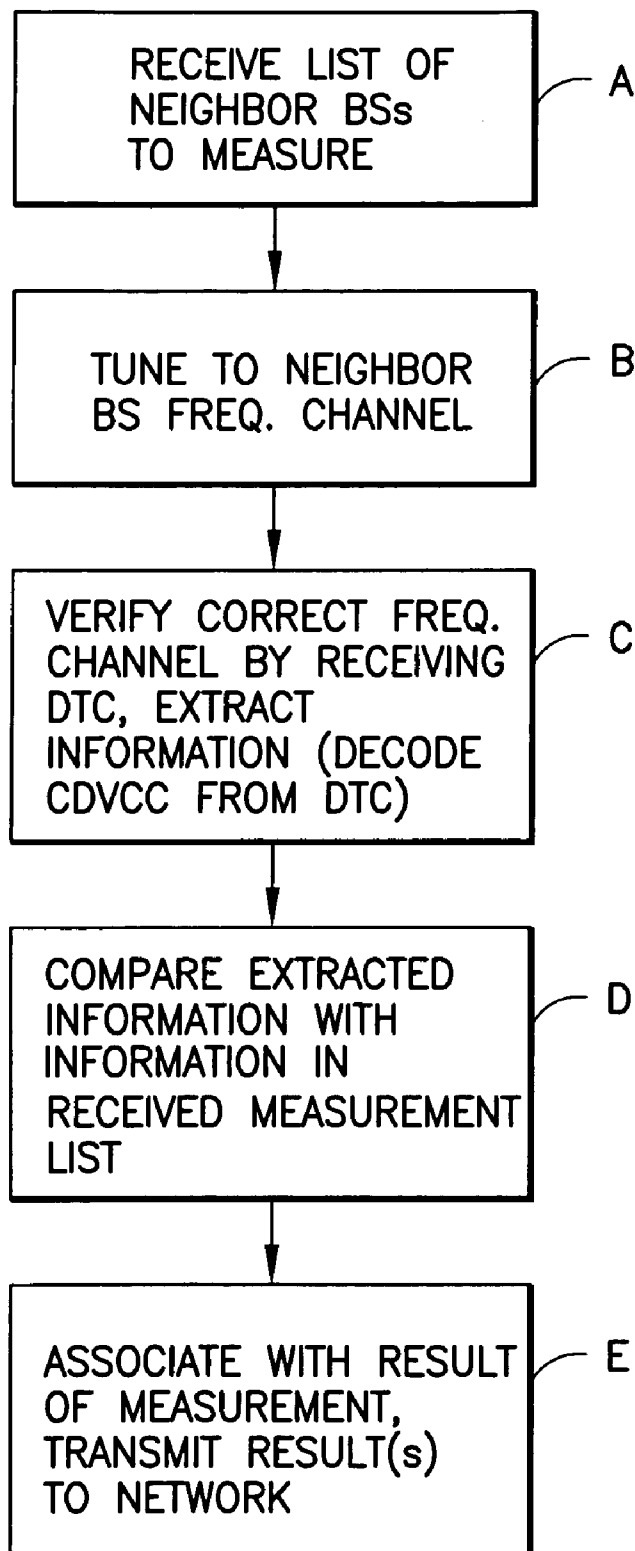 RECEIVE LIST OF
NEIGHBOR BSs
TO MEASURE
A
TUNE TO NEIGHBOR
BS FREQ. CHANNEL
B
VERIFY CORRECT FREQ.
CHANNEL BY RECEIVING
DTC, EXTRACT
INFORMATION (DECODE
CDVCC FROM DTC)
C
COMPARE EXTRACTED
INFORMATION WITH
INFORMATION IN
RECEIVED MEASUREMENT
LIST
D
ASSOCIATE WITH RESULT
OF MEASUREMENT,
TRANSMIT RESULT(s)
TO NETWORK
E